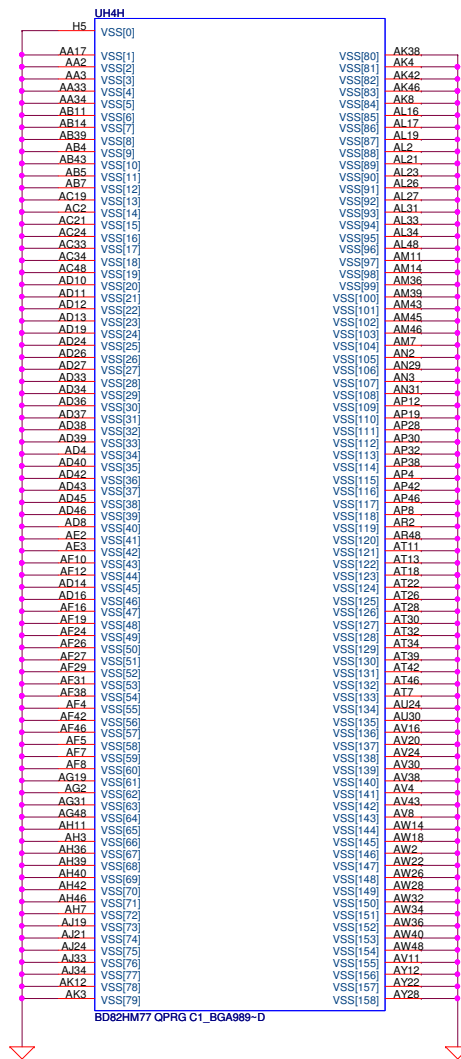 UH4H
H5 VSS[0]
AA17 VSS[1] VSS[80] AK38
AA2 VSS[2] VSS[81] AK4
AA3 VSS[3] VSS[82] AK42
AA33 VSS[4] VSS[83] AK46
AA34 VSS[5] VSS[84] AK8
AB11 VSS[6] VSS[85] AL16
AB14 VSS[7] VSS[86] AL17
AB39 VSS[8] VSS[87] AL19
AB4 VSS[9] VSS[88] AL2
AB43 VSS[10] VSS[89] AL21
AB5 VSS[11] VSS[90] AL23
AB7 VSS[12] VSS[91] AL26
AC19 VSS[13] VSS[92] AL27
AC2 VSS[14] VSS[93] AL31
AC21 VSS[15] VSS[94] AL33
AC24 VSS[16] VSS[95] AL34
AC33 VSS[17] VSS[96] AL48
AC34 VSS[18] VSS[97] AM11
AC48 VSS[19] VSS[98] AM14
AD10 VSS[20] VSS[99] AM36
AD11 VSS[21] VSS[100] AM39
AD12 VSS[22] VSS[101] AM43
AD13 VSS[23] VSS[102] AM45
AD19 VSS[24] VSS[103] AM46
AD24 VSS[25] VSS[104] AM7
AD26 VSS[26] VSS[105] AN2
AD27 VSS[27] VSS[106] AN29
AD33 VSS[28] VSS[107] AN3
AD34 VSS[29] VSS[108] AN31
AD36 VSS[30] VSS[109] AP12
AD37 VSS[31] VSS[110] AP19
AD38 VSS[32] VSS[111] AP28
AD39 VSS[33] VSS[112] AP30
AD4 VSS[34] VSS[113] AP32
AD40 VSS[35] VSS[114] AP38
AD42 VSS[36] VSS[115] AP4
AD43 VSS[37] VSS[116] AP42
AD45 VSS[38] VSS[117] AP46
AD46 VSS[39] VSS[118] AP8
AD8 VSS[40] VSS[119] AR2
AE2 VSS[41] VSS[120] AR48
AE3 VSS[42] VSS[121] AT11
AF10 VSS[43] VSS[122] AT13
AF12 VSS[44] VSS[123] AT18
AD14 VSS[45] VSS[124] AT22
AD16 VSS[46] VSS[125] AT26
AF16 VSS[47] VSS[126] AT28
AF19 VSS[48] VSS[127] AT30
AF24 VSS[49] VSS[128] AT32
AF26 VSS[50] VSS[129] AT34
AF27 VSS[51] VSS[130] AT39
AF29 VSS[52] VSS[131] AT42
AF31 VSS[53] VSS[132] AT46
AF38 VSS[54] VSS[133] AT7
AF4 VSS[55] VSS[134] AU24
AF42 VSS[56] VSS[135] AU30
AF46 VSS[57] VSS[136] AV16
AF5 VSS[58] VSS[137] AV20
AF7 VSS[59] VSS[138] AV24
AF8 VSS[60] VSS[139] AV30
AG19 VSS[61] VSS[140] AV38
AG2 VSS[62] VSS[141] AV4
AG31 VSS[63] VSS[142] AV43
AG48 VSS[64] VSS[143] AV8
AH11 VSS[65] VSS[144] AW14
AH3 VSS[66] VSS[145] AW18
AH36 VSS[67] VSS[146] AW2
AH39 VSS[68] VSS[147] AW22
AH40 VSS[69] VSS[148] AW26
AH42 VSS[70] VSS[149] AW28
AH46 VSS[71] VSS[150] AW32
AH7 VSS[72] VSS[151] AW34
AJ19 VSS[73] VSS[152] AW36
AJ21 VSS[74] VSS[153] AW40
AJ24 VSS[75] VSS[154] AW48
AJ33 VSS[76] VSS[155] AV11
AJ34 VSS[77] VSS[156] AY12
AK12 VSS[78] VSS[157] AY22
AK3 VSS[79] VSS[158] AY28
BD82HM77 QPRG C1_BGA989~D